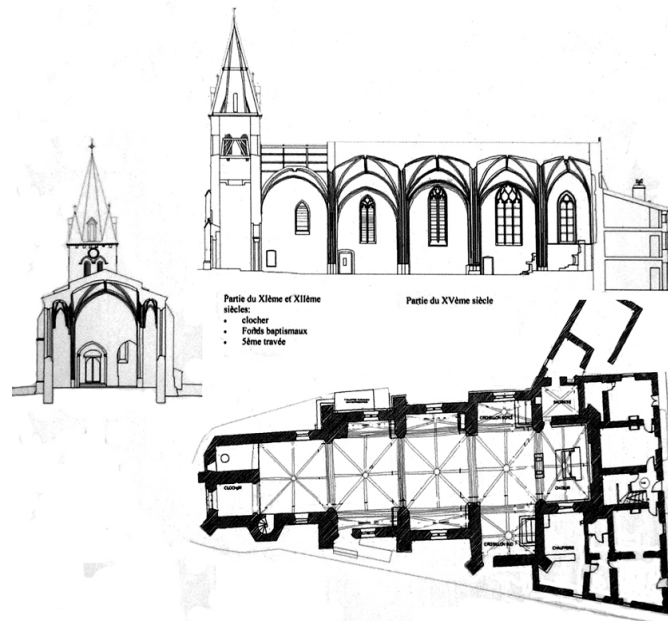 Partie du XIème et XIIème
siècles:
• clocher
• Fonds baptismaux
• 5ème travée
Partie du XVème siècle
CROISILLON NORD
SACRISTIE
CLOCHER
CHOEUR
CROISILLON SUD
CHAUFFERIE